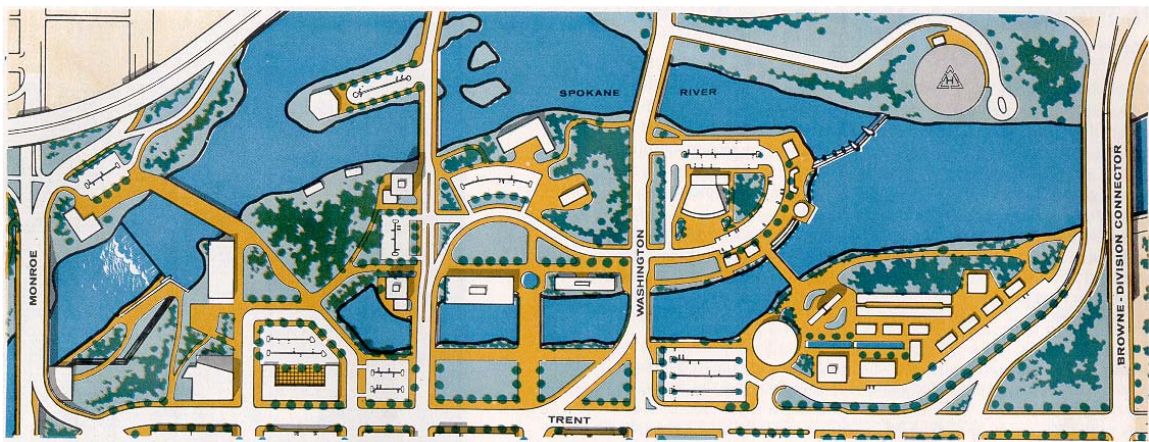 SPOKANE RIVER
MONROE
WASHINGTON
BROWNE-DIVISION CONNECTOR
TRENT